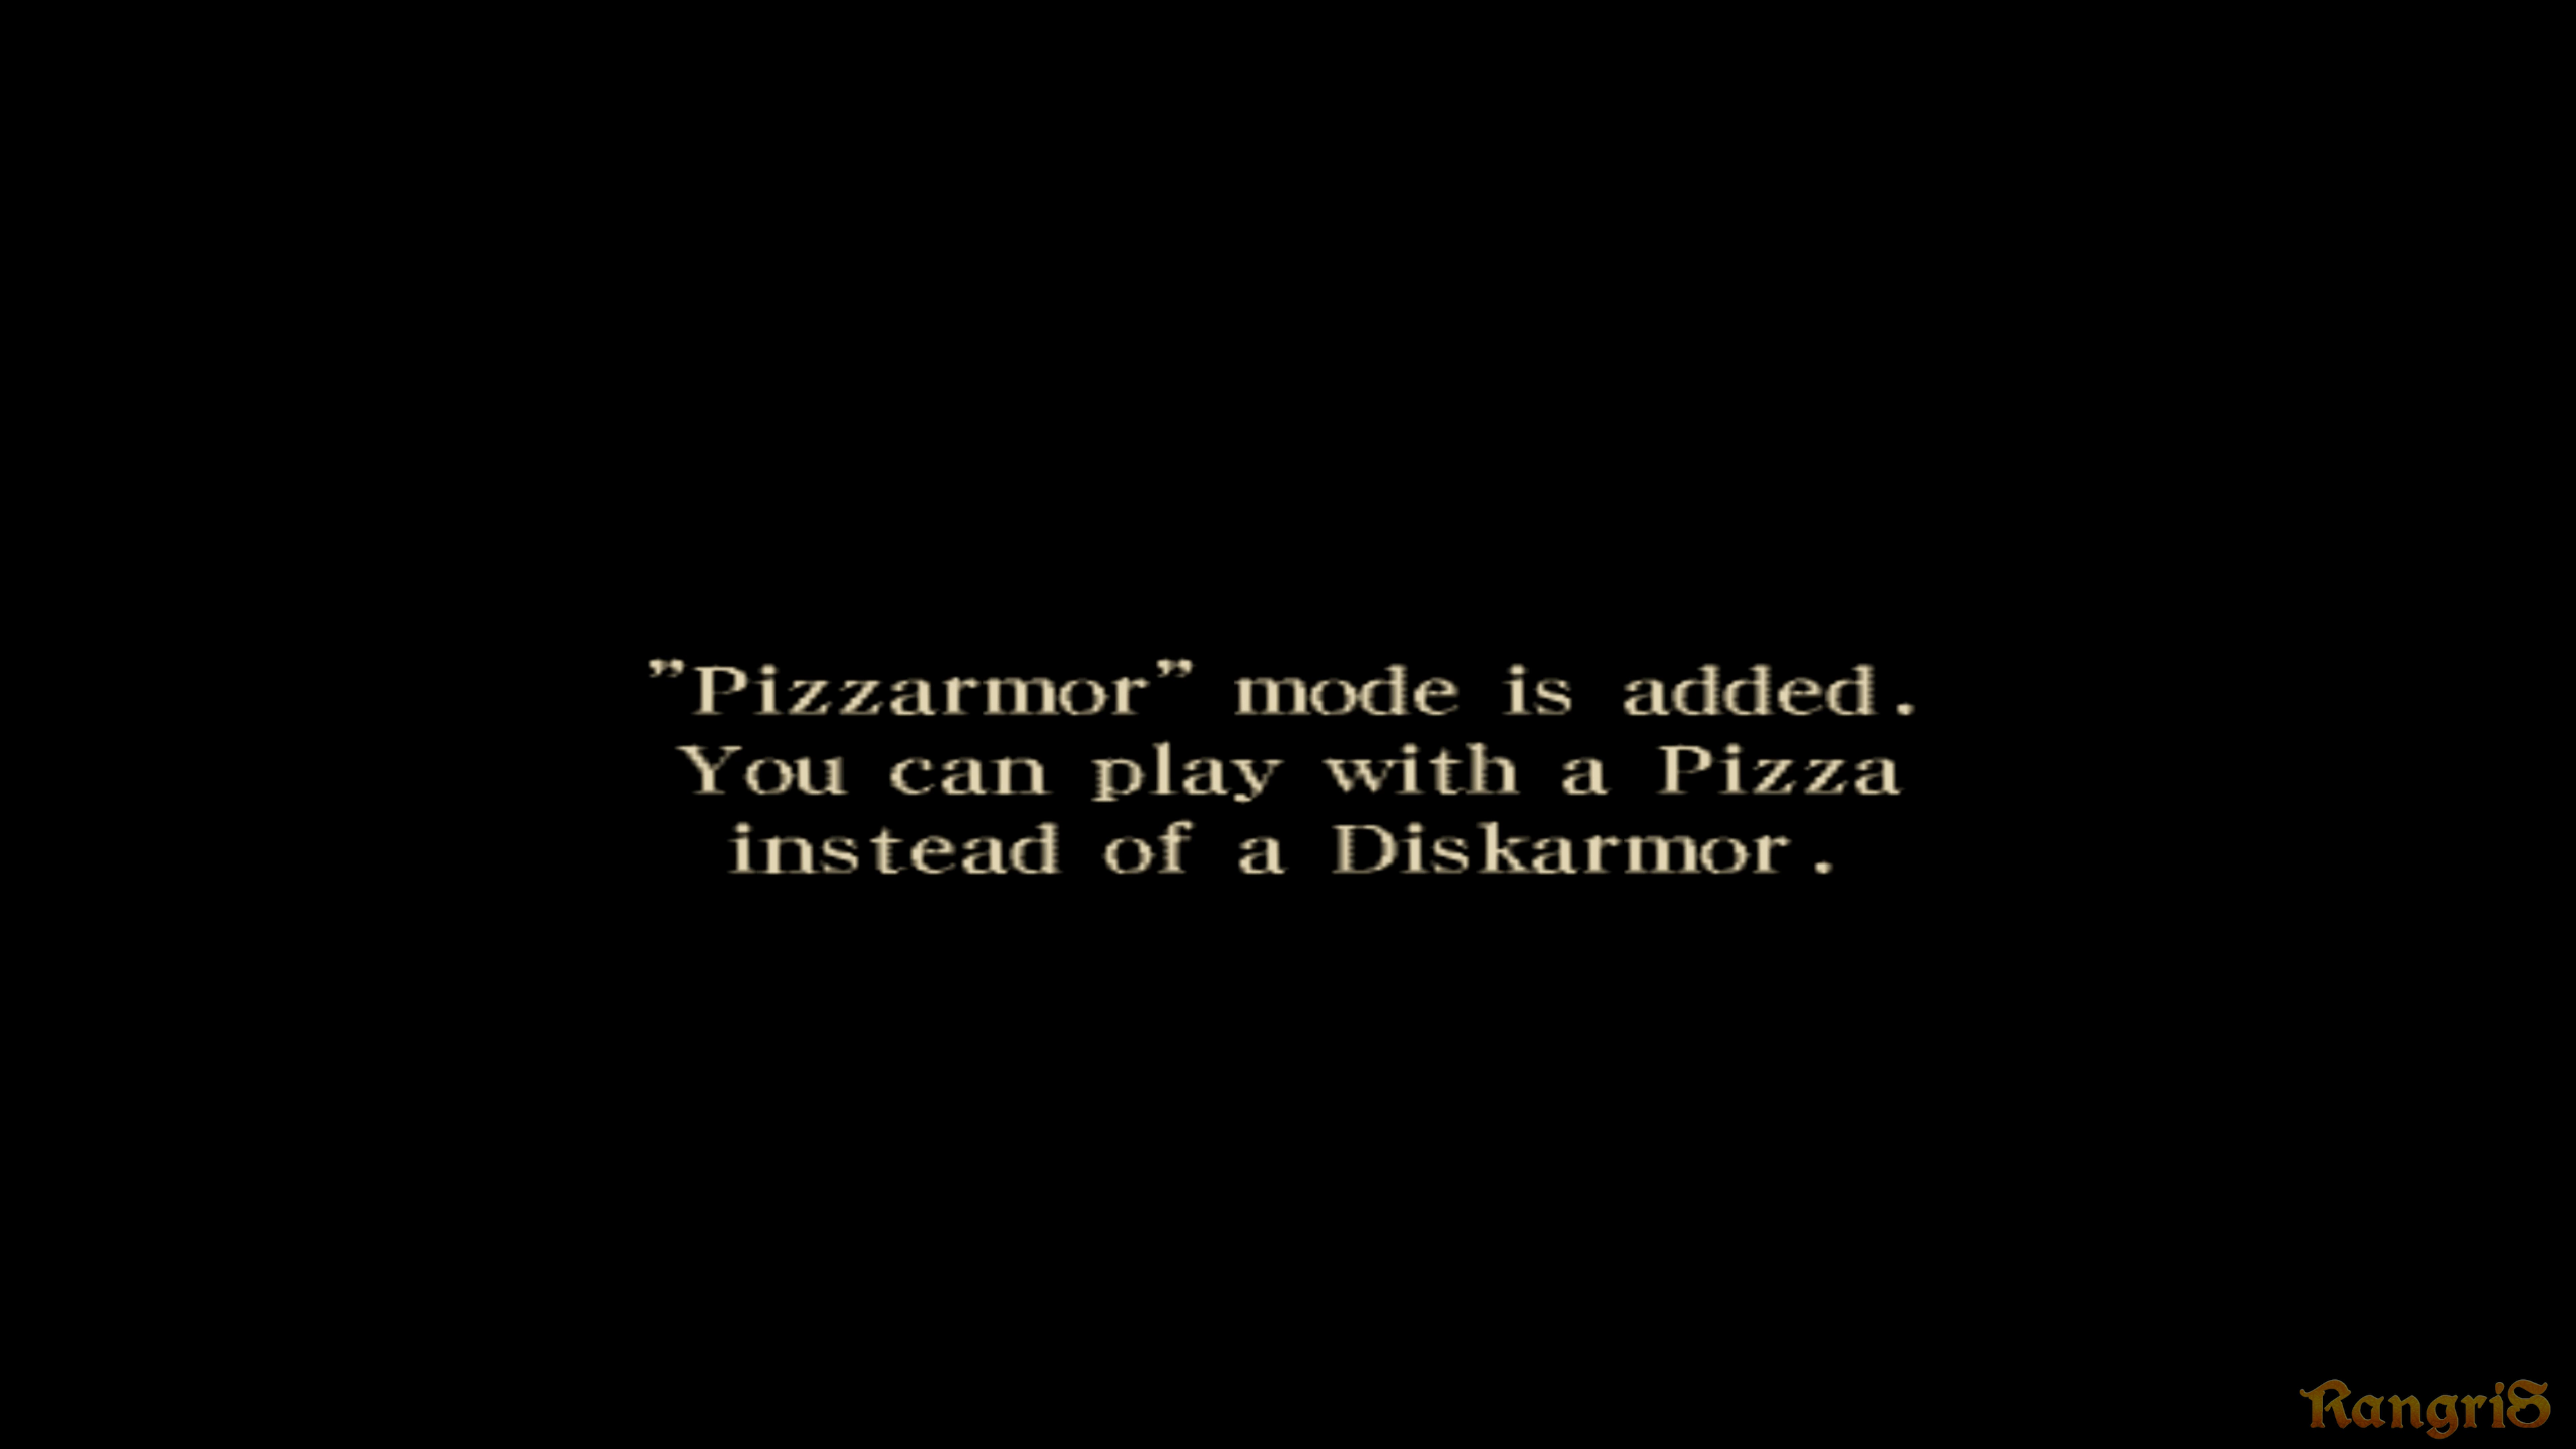 ”Pizzarmor” mode is added.
You can play with a Pizza
instead of a Diskarmor.
RangriS